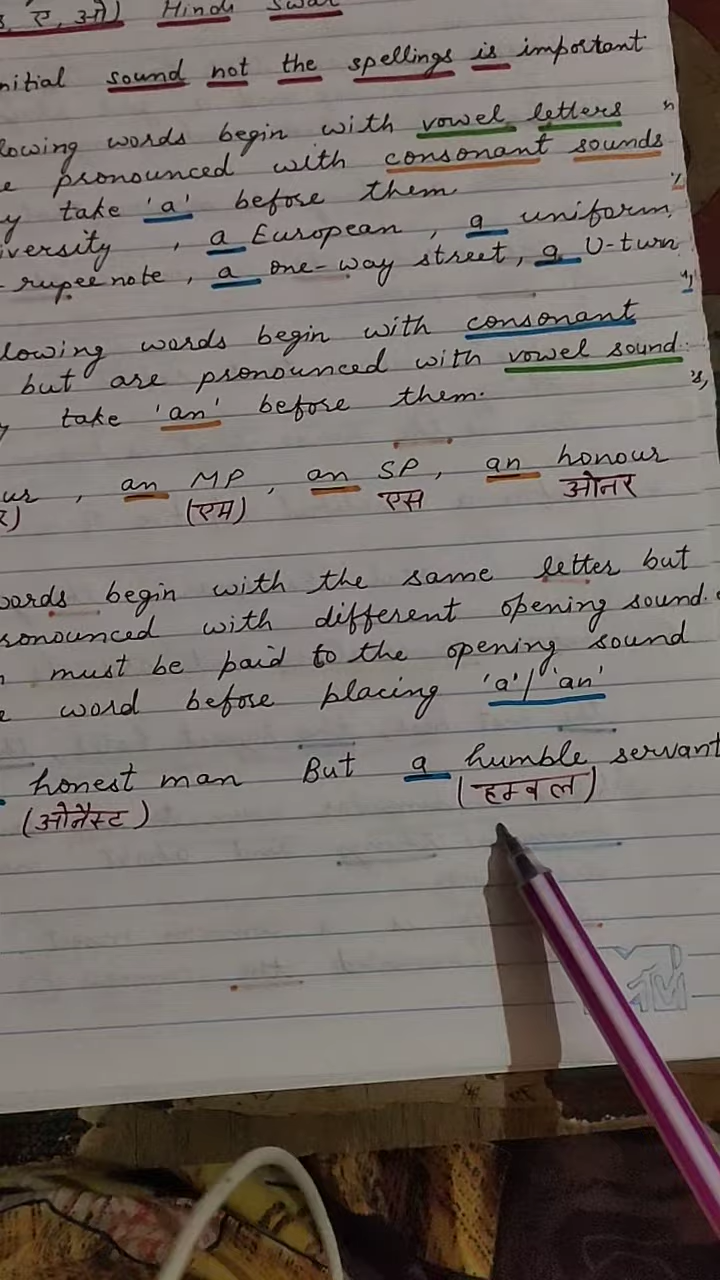 ए, ओ) Hindi Swar
nitial sound not the spellings is important
lowing words begin with vowel letters
e pronounced with consonant sounds
y take 'a' before them.
iversity , a European , a uniform,
- rupee note , a one-way street, a U-turn
lowing words begin with consonant
but are pronounced with vowel sound.
y take 'an' before them.
ur , an MP , an SP, an honour
(एम) एस ओनर
words begin with the same letter but
ronounced with different opening sound.
n must be paid to the opening sound
e word before placing 'a'/'an'
honest man But a humble servant
(ओनैस्ट) (हम्बल)